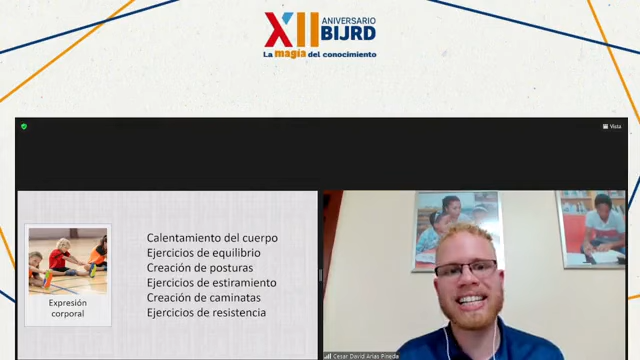 XII ANIVERSARIO
BIJRD
La magia del conocimiento
Vista
Calentamiento del cuerpo
Ejercicios de equilibrio
Creación de posturas
Ejercicios de estiramiento
Creación de caminatas
Ejercicios de resistencia
Expresión
corporal
Cesar David Arias Pineda